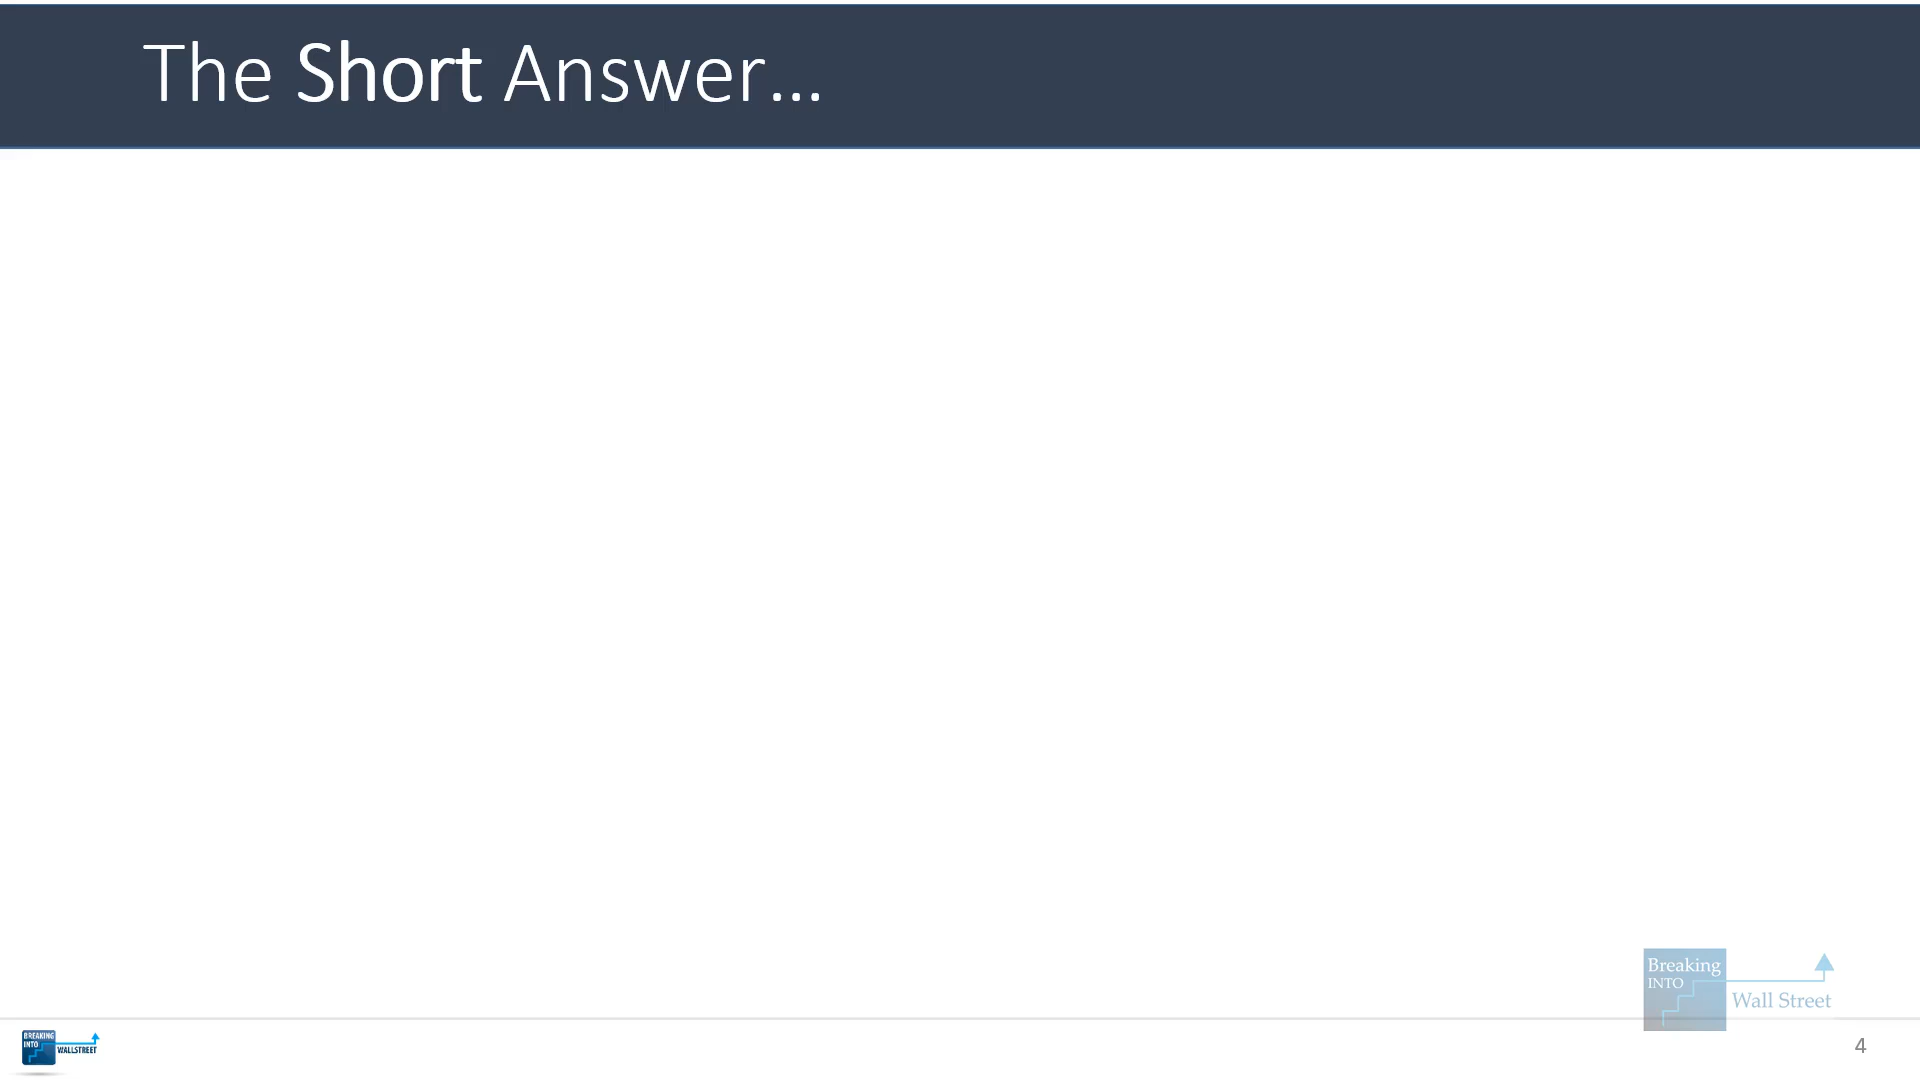 The Short Answer...
Breaking
INTO
Wall Street
BREAKING
INTO
WALLSTREET
4